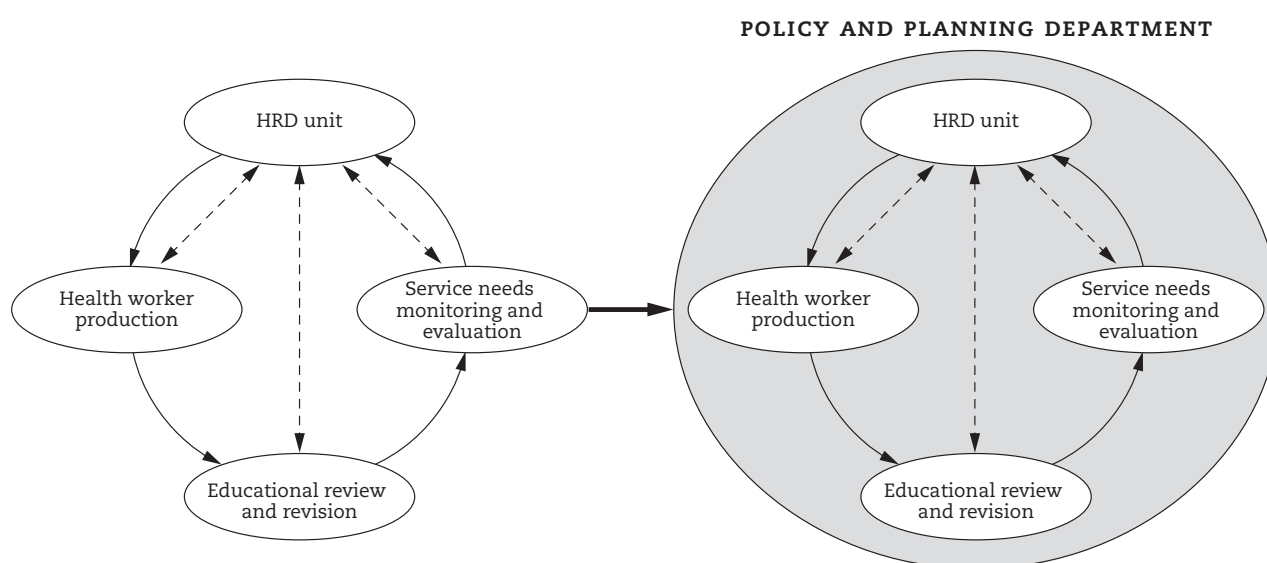 POLICY AND PLANNING DEPARTMENT
HRD unit
Health worker
production
Service needs
monitoring and
evaluation
Educational review
and revision
HRD unit
Health worker
production
Service needs
monitoring and
evaluation
Educational review
and revision